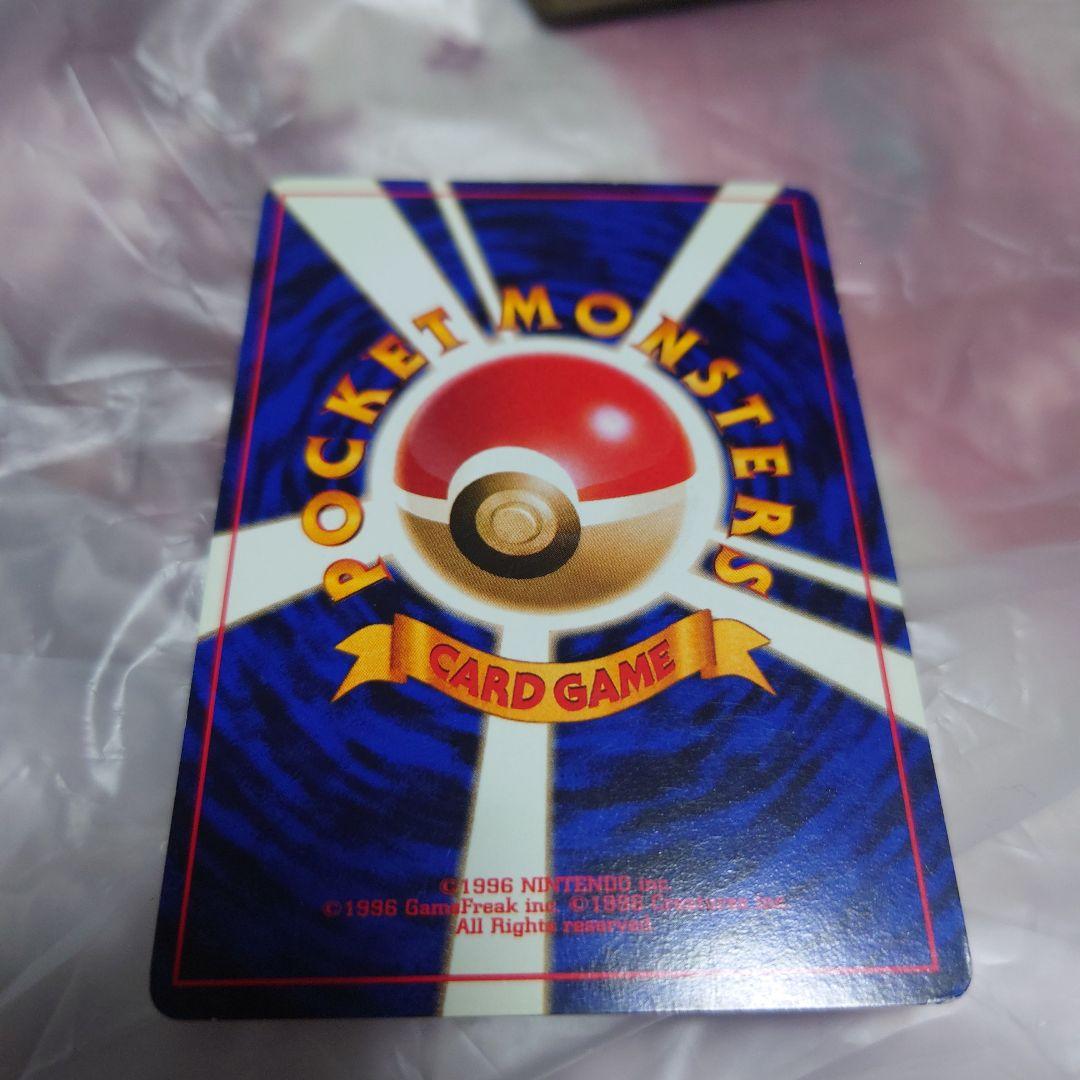 POCKET MONSTERS
CARD GAME
©1996 NINTENDO inc.
©1996 GameFreak inc. ©1996 Creatures inc.
All Rights reserved.